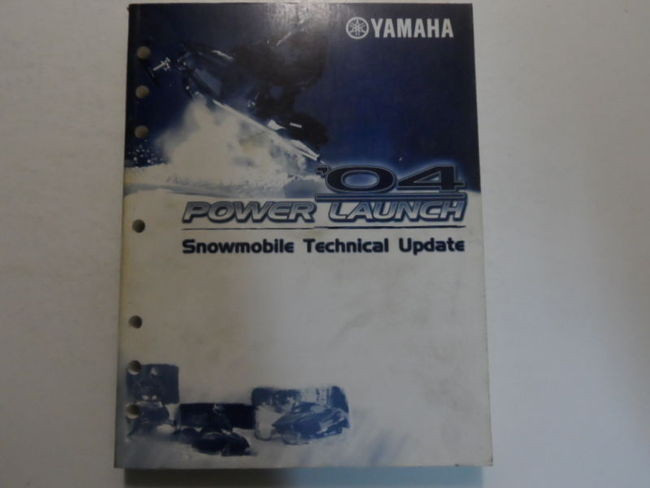 YAMAHA
'04
POWER LAUNCH
Snowmobile Technical Update